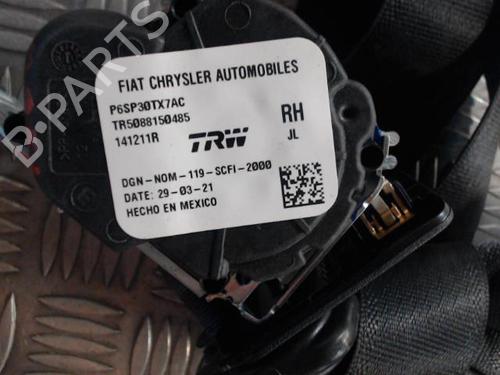 FIAT CHRYSLER AUTOMOBILES
P6SP30TX7AC
TR5088150485
141211R
TRW
RH
JL
DGN-NOM-119-SCFI-2000
DATE: 29-03-21
HECHO EN MEXICO
B-PARTS